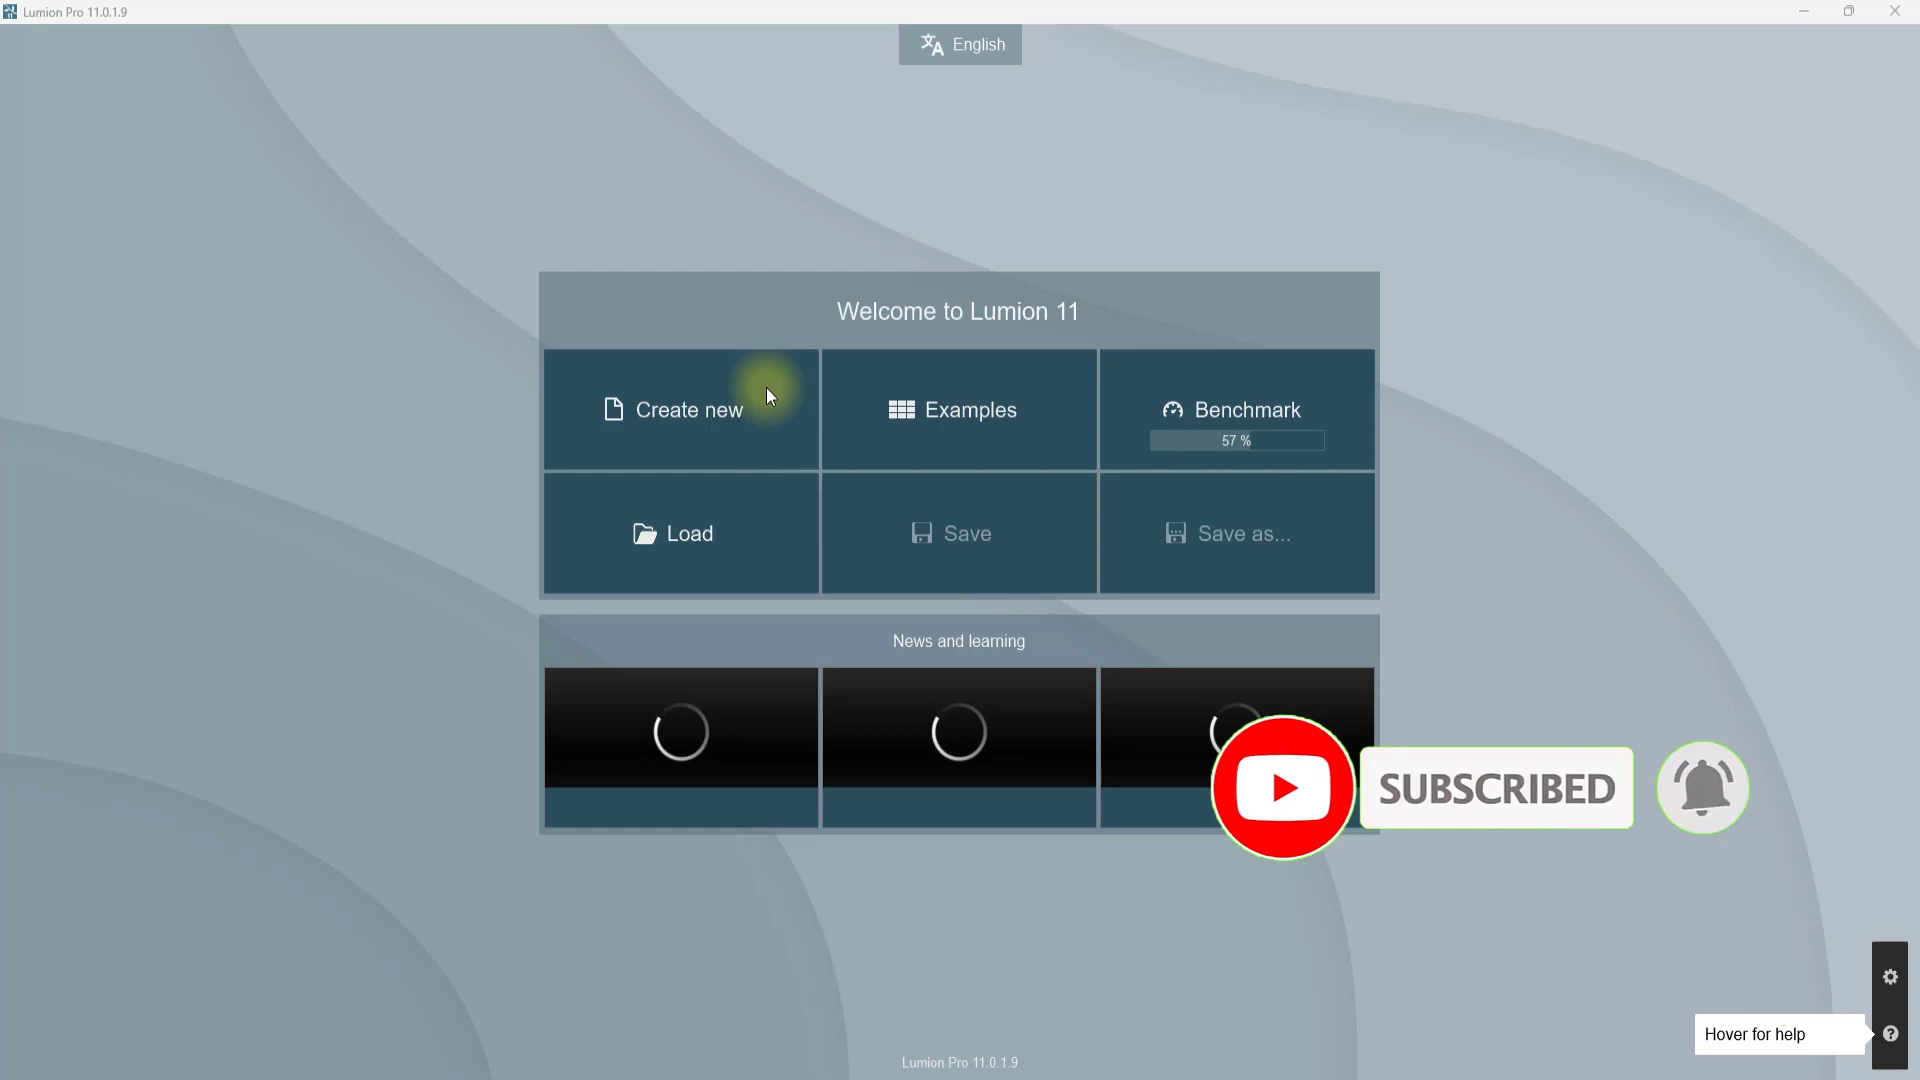 Lumion Pro 11.0.1.9
English
Welcome to Lumion 11
Create new
Examples
Benchmark
57 %
Load
Save
Save as...
News and learning
SUBSCRIBED
Hover for help
Lumion Pro 11.0.1.9